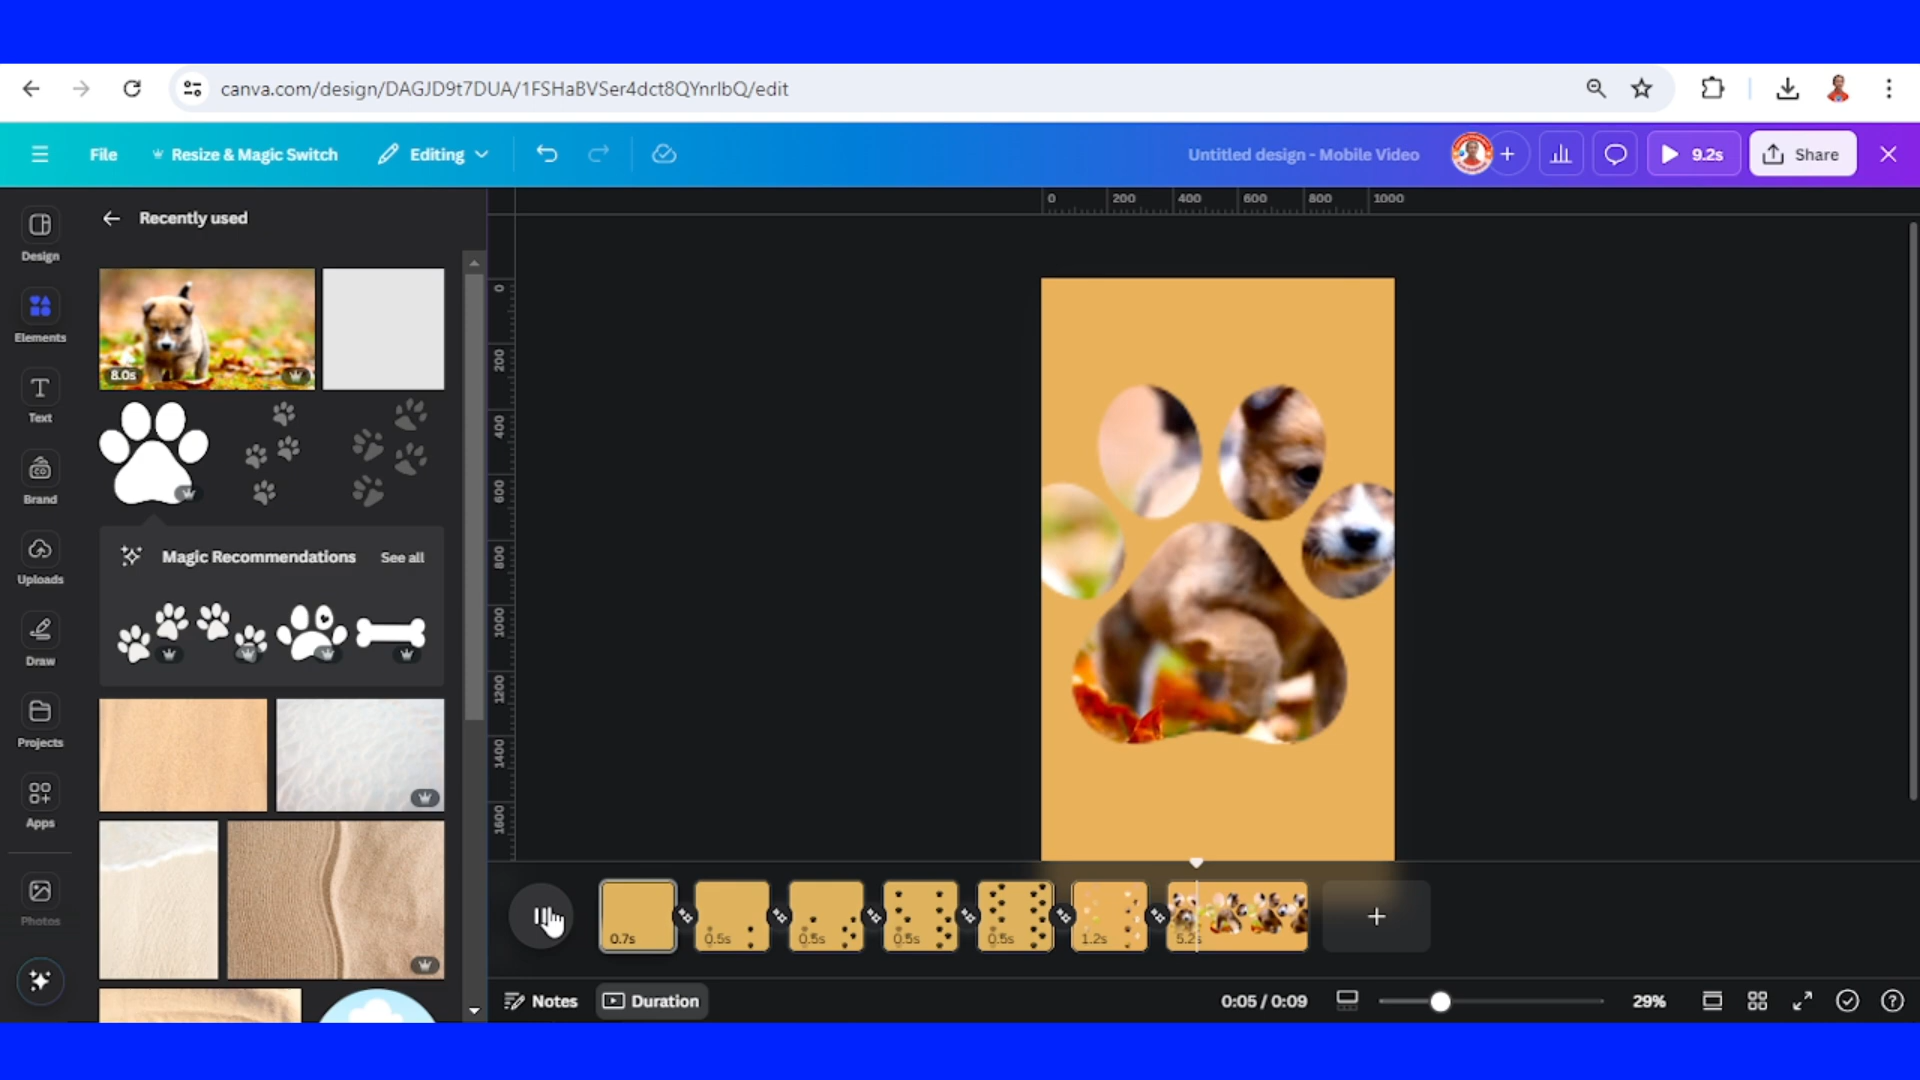 canva.com/design/DAGJD9t7DUA/1FSHaBVSer4dct8QYnrlbQ/edit
File
Resize & Magic Switch
Editing
Untitled design - Mobile Video
9.2s
Share
Recently used
0 200 400 600 800 1000
Design
Elements
Text
Brand
Uploads
Draw
Projects
Apps
Photos
8.0s
Magic Recommendations
See all
0
200
400
600
800
1000
1200
1400
1600
0.7s
0.5s
0.5s
0.5s
0.5s
1.2s
5.2s
Notes
Duration
0:05 / 0:09
29%